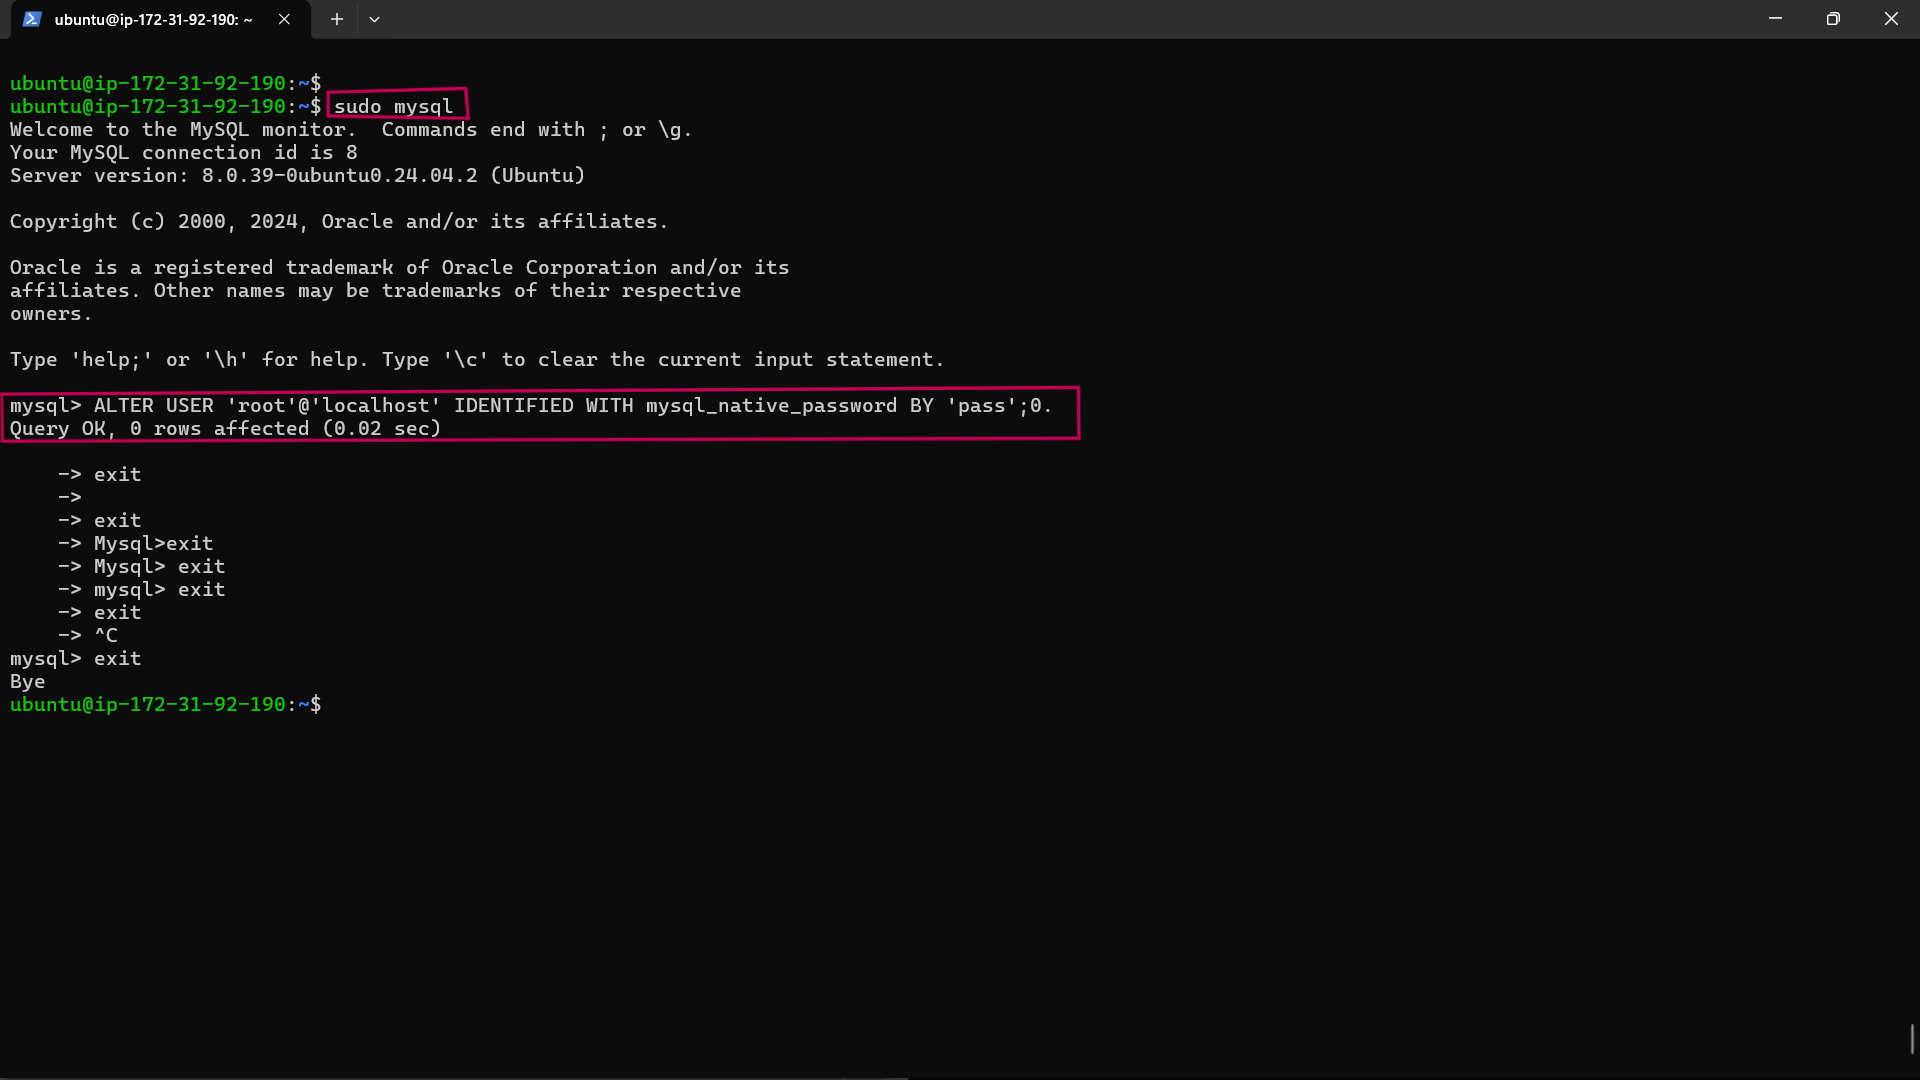 ubuntu@ip-172-31-92-190: ~
ubuntu@ip-172-31-92-190:~$
ubuntu@ip-172-31-92-190:~$ sudo mysql
Welcome to the MySQL monitor.  Commands end with ; or \g.
Your MySQL connection id is 8
Server version: 8.0.39-0ubuntu0.24.04.2 (Ubuntu)
Copyright (c) 2000, 2024, Oracle and/or its affiliates.
Oracle is a registered trademark of Oracle Corporation and/or its
affiliates. Other names may be trademarks of their respective
owners.
Type 'help;' or '\h' for help. Type '\c' to clear the current input statement.
mysql> ALTER USER 'root'@'localhost' IDENTIFIED WITH mysql_native_password BY 'pass';0.
Query OK, 0 rows affected (0.02 sec)
    -> exit
    ->
    -> exit
    -> Mysql>exit
    -> Mysql> exit
    -> mysql> exit
    -> exit
    -> ^C
mysql> exit
Bye
ubuntu@ip-172-31-92-190:~$